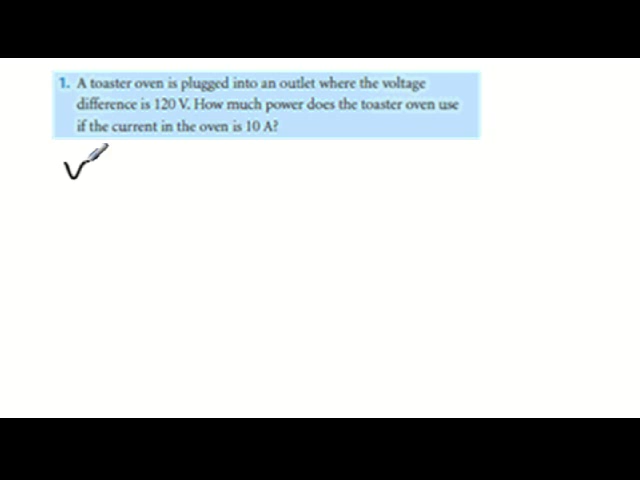 1. A toaster oven is plugged into an outlet where the voltage
difference is 120 V. How much power does the toaster oven use
if the current in the oven is 10 A?
V